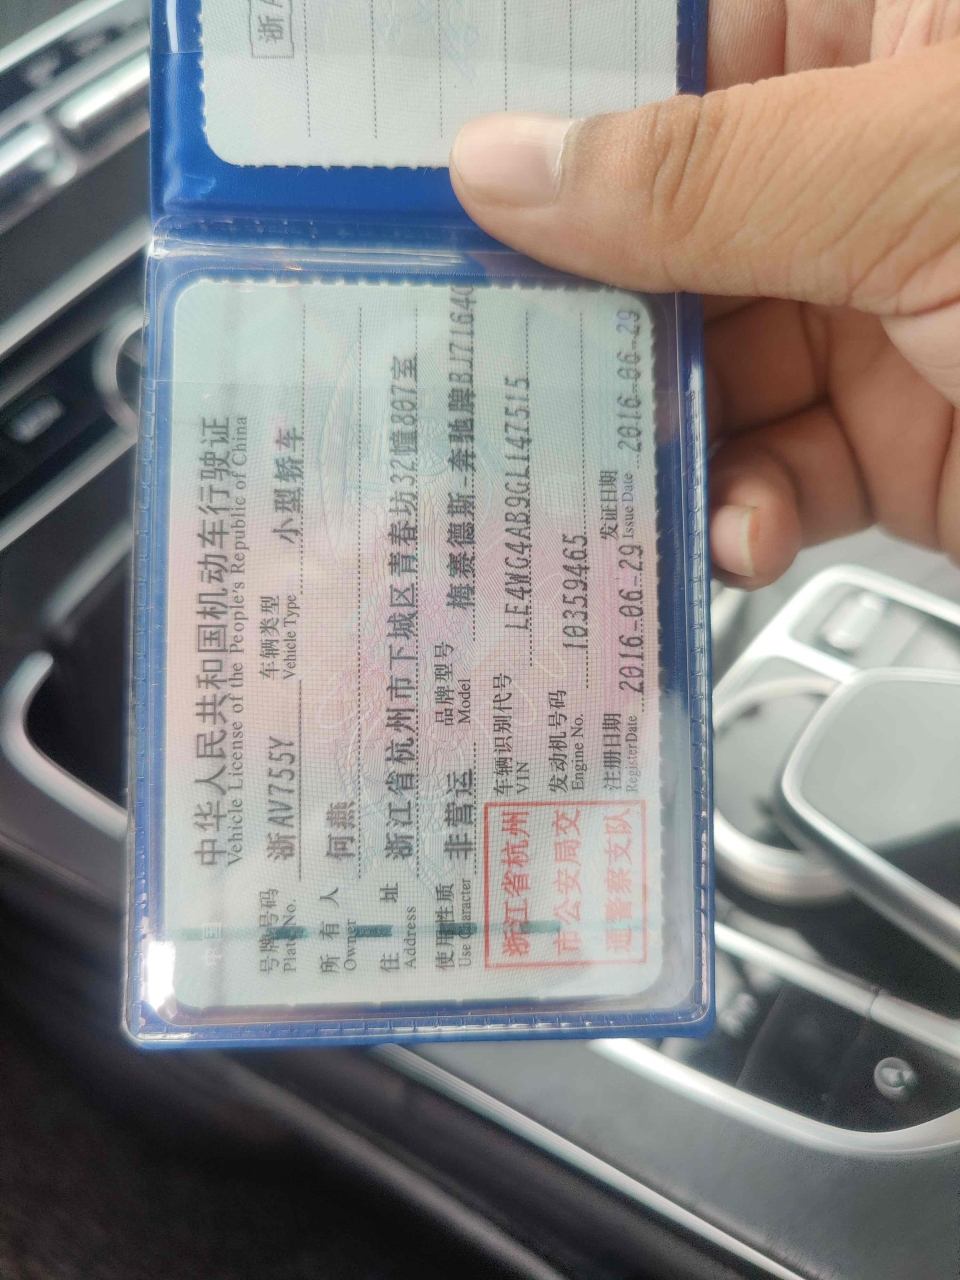 浙A
中华人民共和国机动车行驶证
Vehicle License of the People's Republic of China
号牌号码 浙AV755Y 车辆类型 小型轿车
Plate No. Vehicle Type
所有人 何燕
Owner
住址 浙江省杭州市下城区青春坊32幢807室
Address
使用性质 非营运 品牌型号 梅赛德斯-奔驰牌BJ7164
Use Character Model
车辆识别代号 LE4WG4AB9GL147515
VIN
发动机号码 10359465
Engine No.
注册日期 2016-06-29 发证日期 2016-06-29
Register Date Issue Date
浙江省杭州
市公安局交
通警察支队
中国